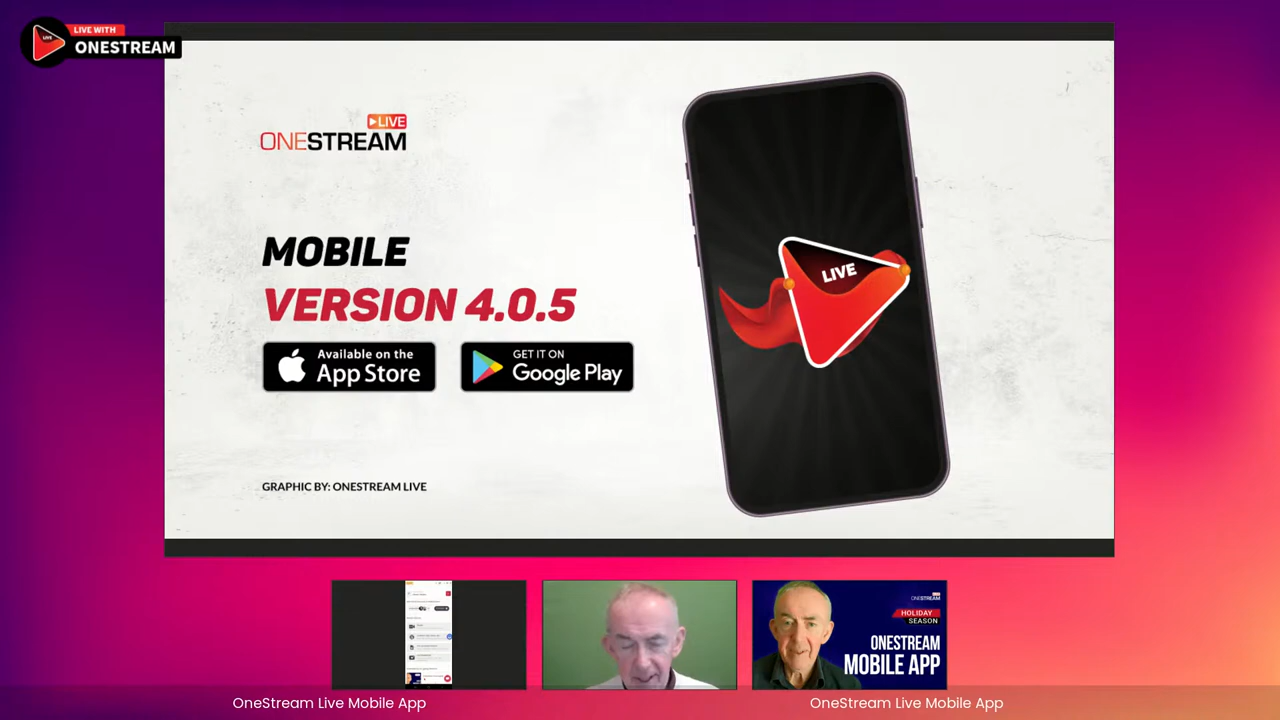 LIVE WITH
LIVE
ONESTREAM
LIVE
ONESTREAM
MOBILE
VERSION 4.0.5
Available on the
App Store
GET IT ON
Google Play
LIVE
GRAPHIC BY: ONESTREAM LIVE
ONESTREAM
HOLIDAY
SEASON
ONESTREAM
MOBILE APP
OneStream Live Mobile App
OneStream Live Mobile App